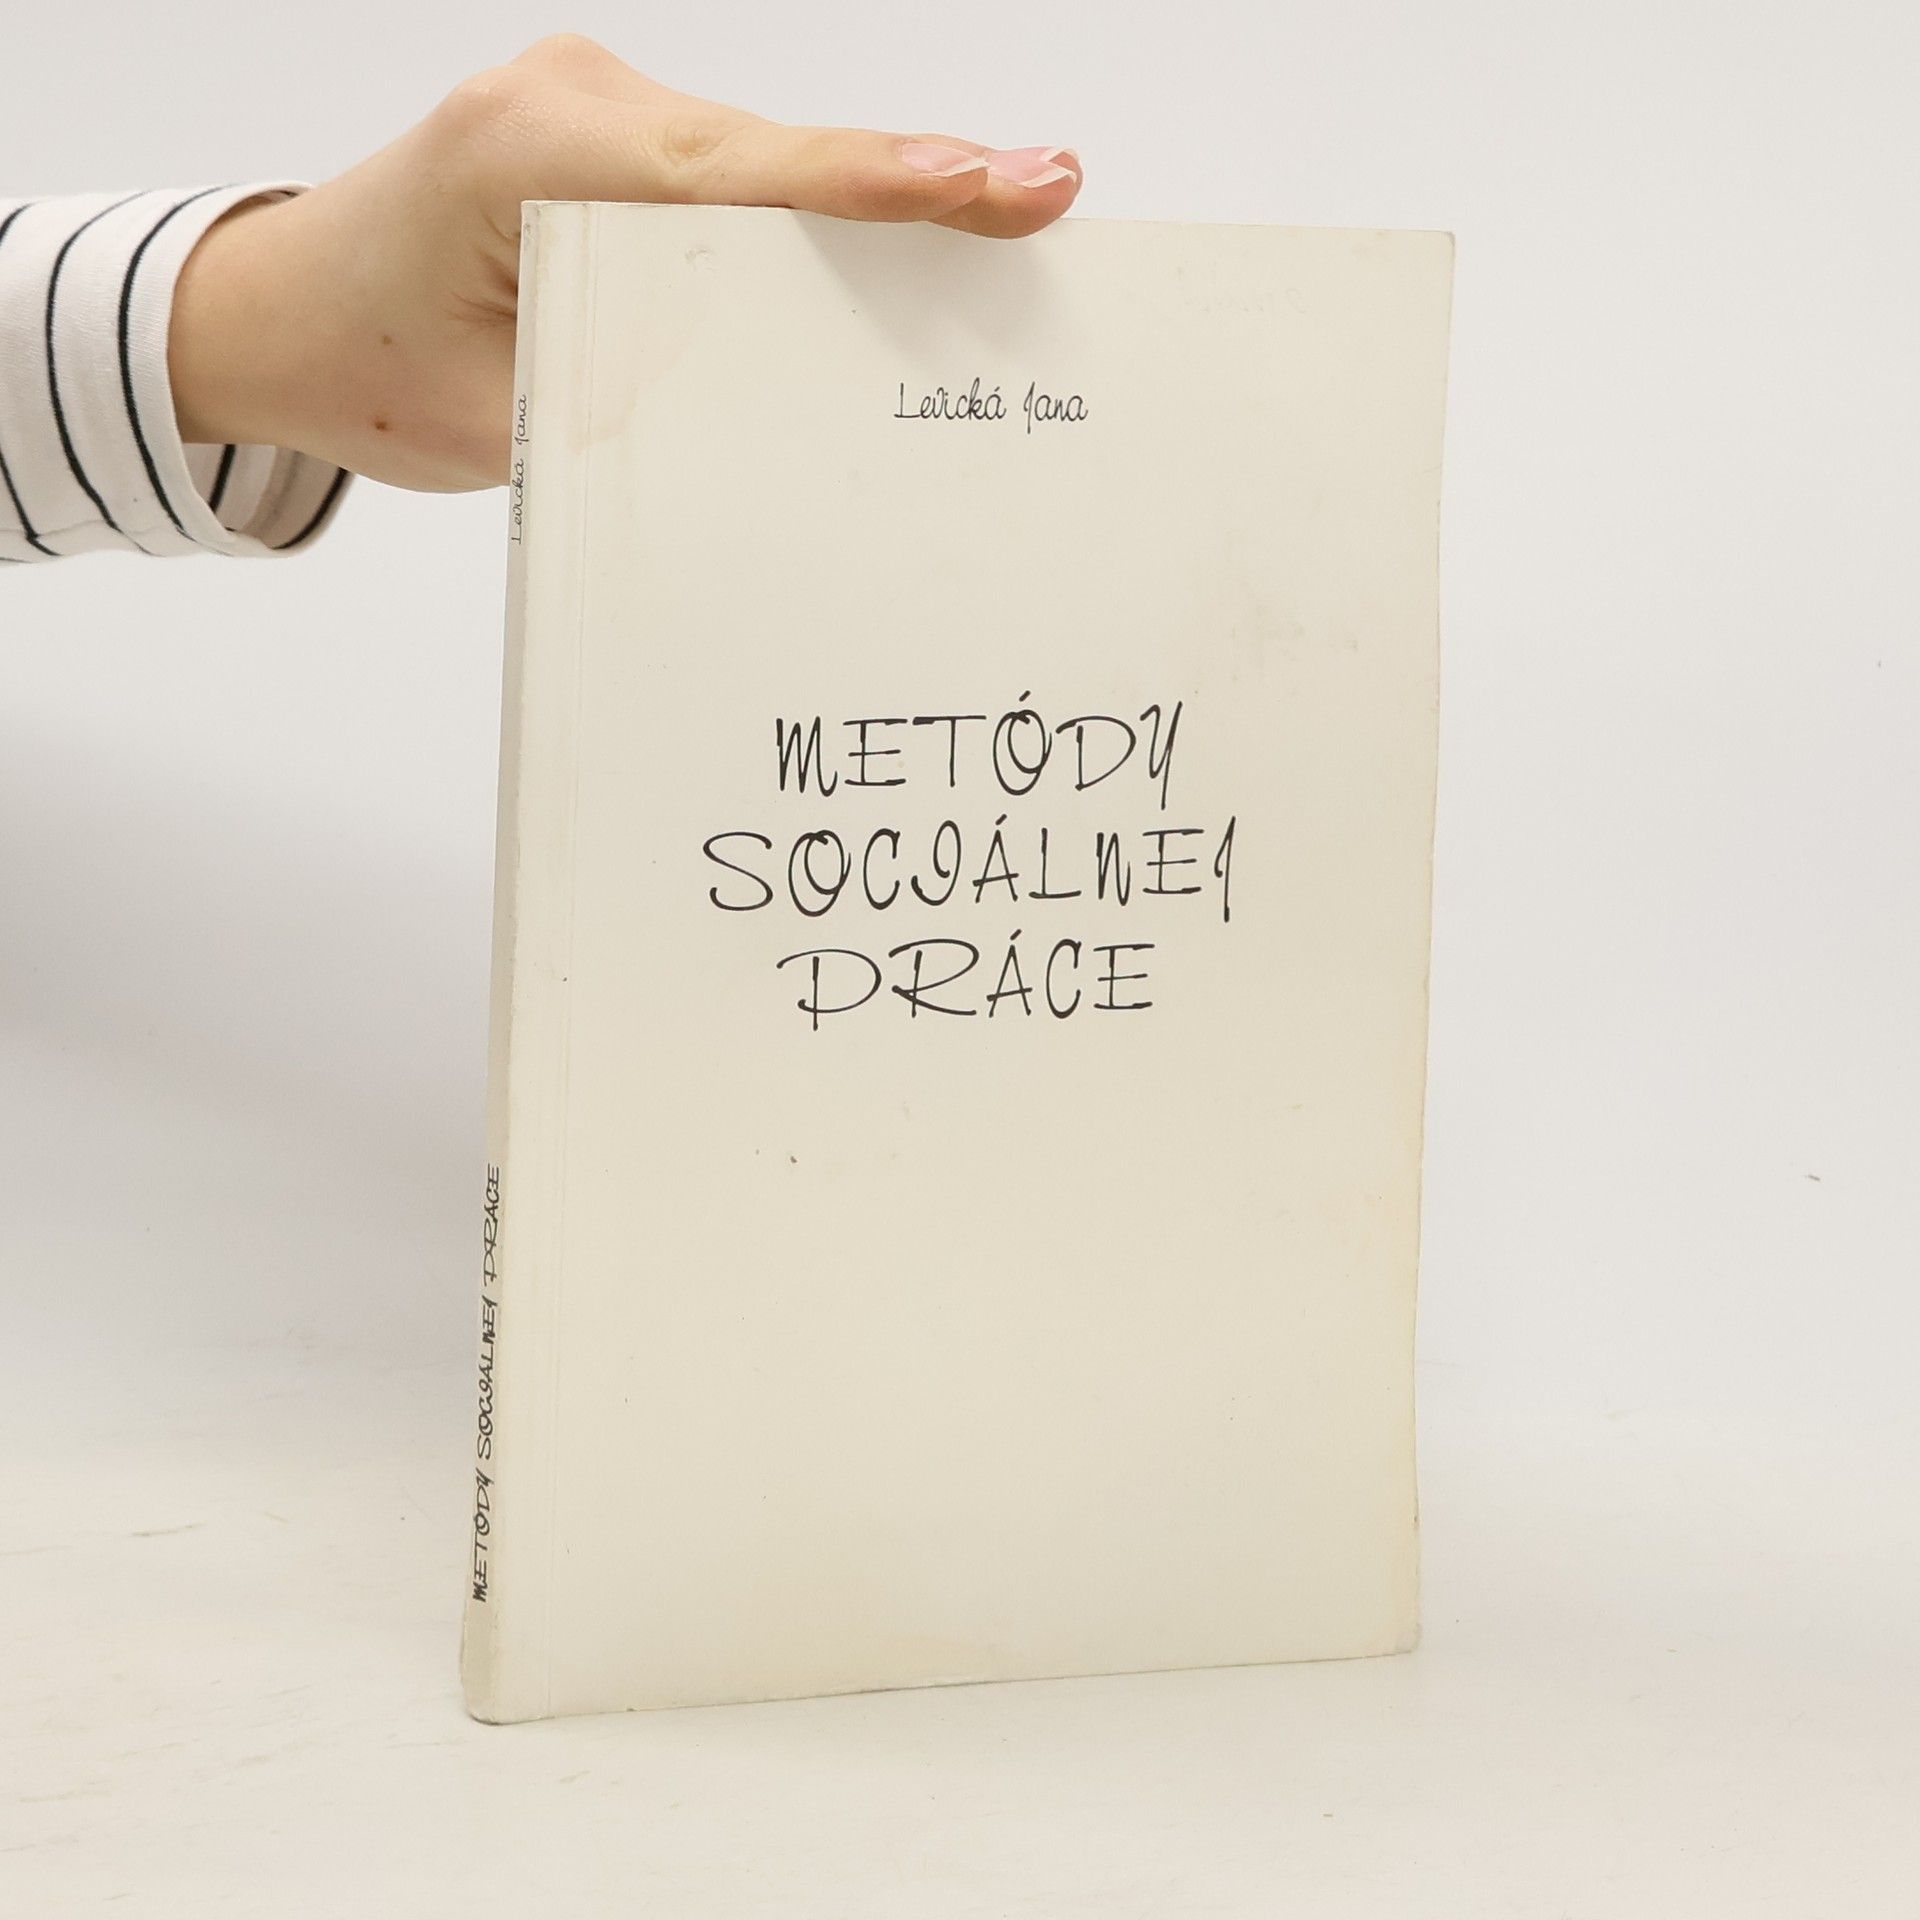 Levická Jana
METÓDY
SOCIÁLNEJ
PRÁCE
Levická Jana
METÓDY SOCIÁLNEJ PRÁCE